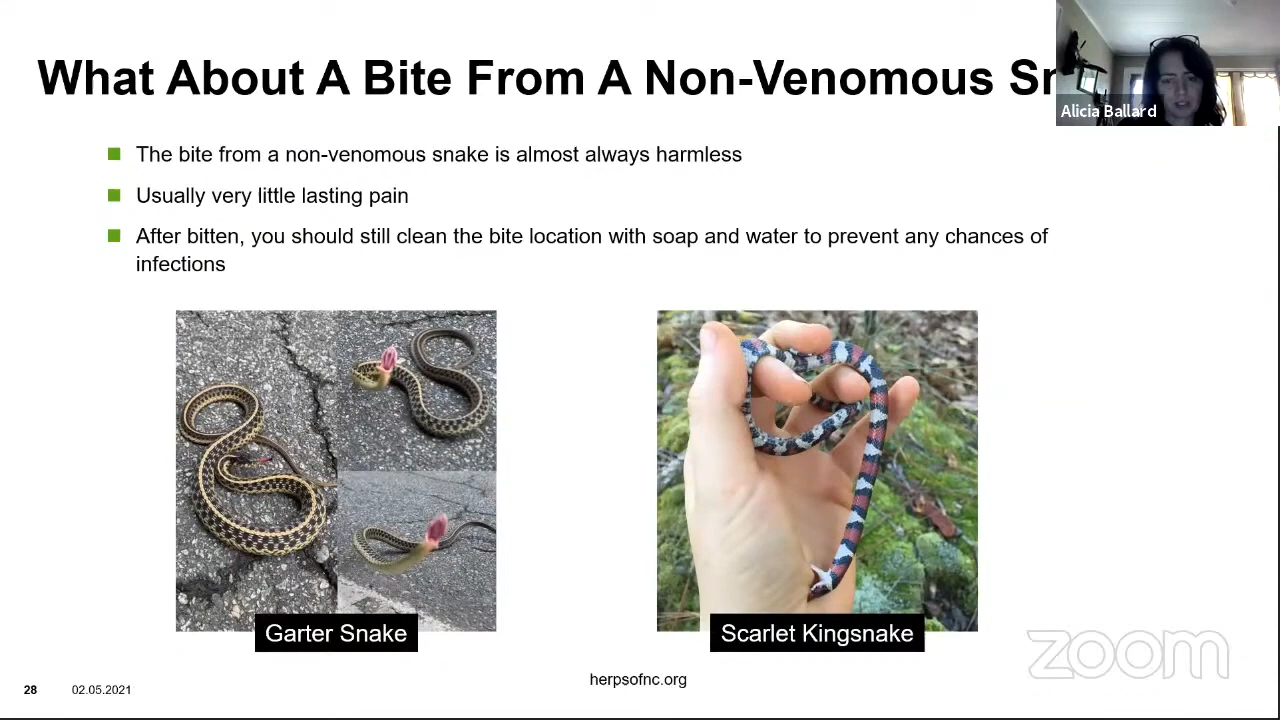 What About A Bite From A Non-Venomous
Alicia Ballard
The bite from a non-venomous snake is almost always harmless
Usually very little lasting pain
After bitten, you should still clean the bite location with soap and water to prevent any chances of
infections
Garter Snake
Scarlet Kingsnake
zoom
herpsofnc.org
28
02.05.2021